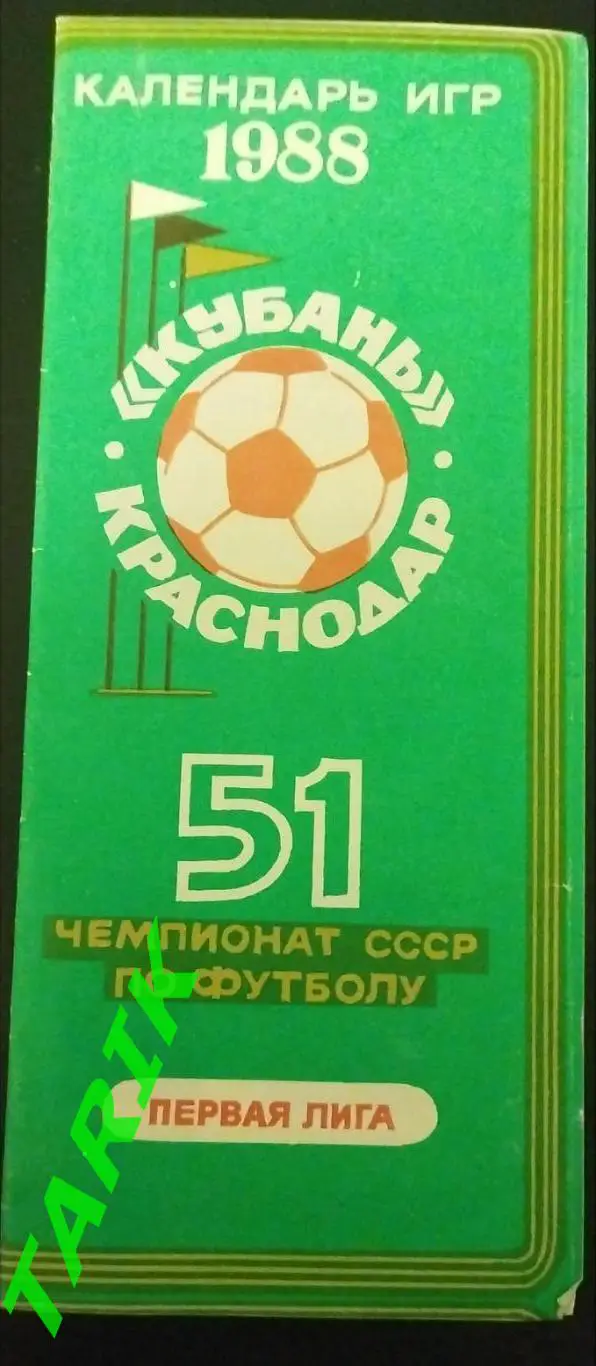 КАЛЕНДАРЬ ИГР
1988
«КУБАНЬ»
• КРАСНОДАР •
51
ЧЕМПИОНАТ СССР
ПО ФУТБОЛУ
ПЕРВАЯ ЛИГА
TARIK